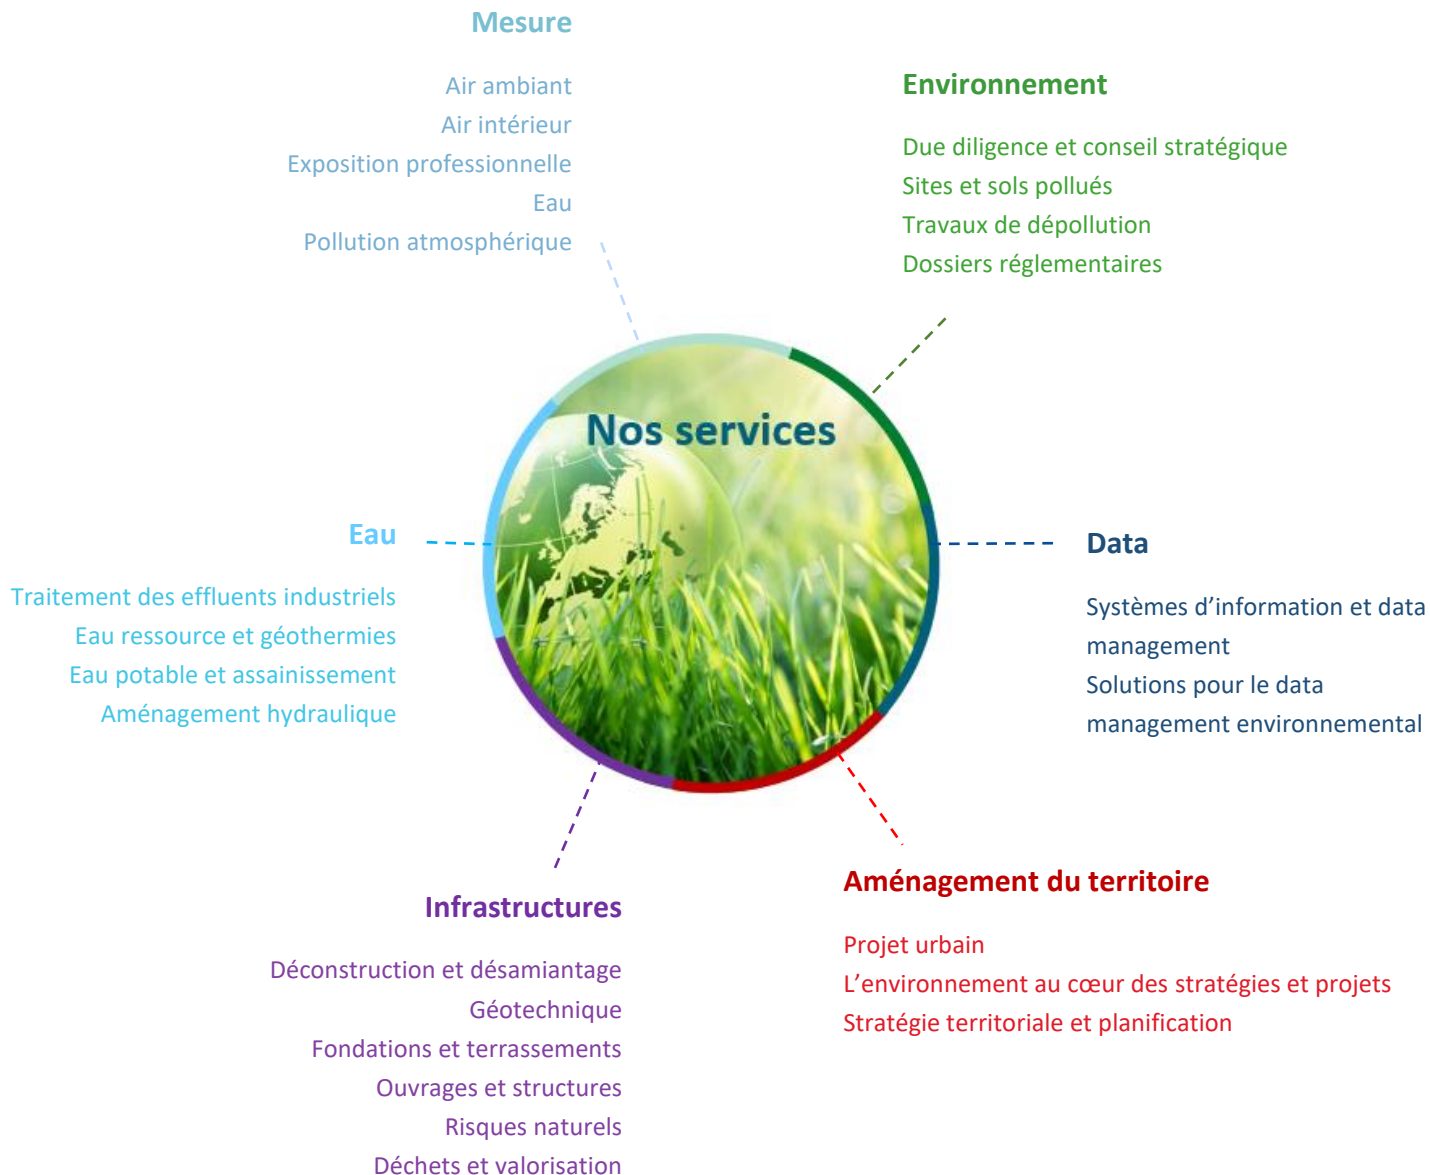 Mesure
Air ambiant
Air intérieur
Exposition professionnelle
Eau
Pollution atmosphérique
Environnement
Due diligence et conseil stratégique
Sites et sols pollués
Travaux de dépollution
Dossiers réglementaires
Nos services
Eau
Traitement des effluents industriels
Eau ressource et géothermies
Eau potable et assainissement
Aménagement hydraulique
Data
Systèmes d’information et data
management
Solutions pour le data
management environnemental
Infrastructures
Déconstruction et désamiantage
Géotechnique
Fondations et terrassements
Ouvrages et structures
Risques naturels
Déchets et valorisation
Aménagement du territoire
Projet urbain
L’environnement au cœur des stratégies et projets
Stratégie territoriale et planification